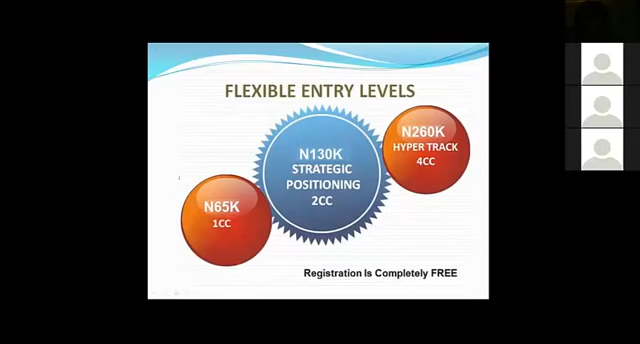 FLEXIBLE ENTRY LEVELS
N260K
HYPER TRACK
4CC
N130K
STRATEGIC
POSITIONING
2CC
N65K
1CC
Registration Is Completely FREE